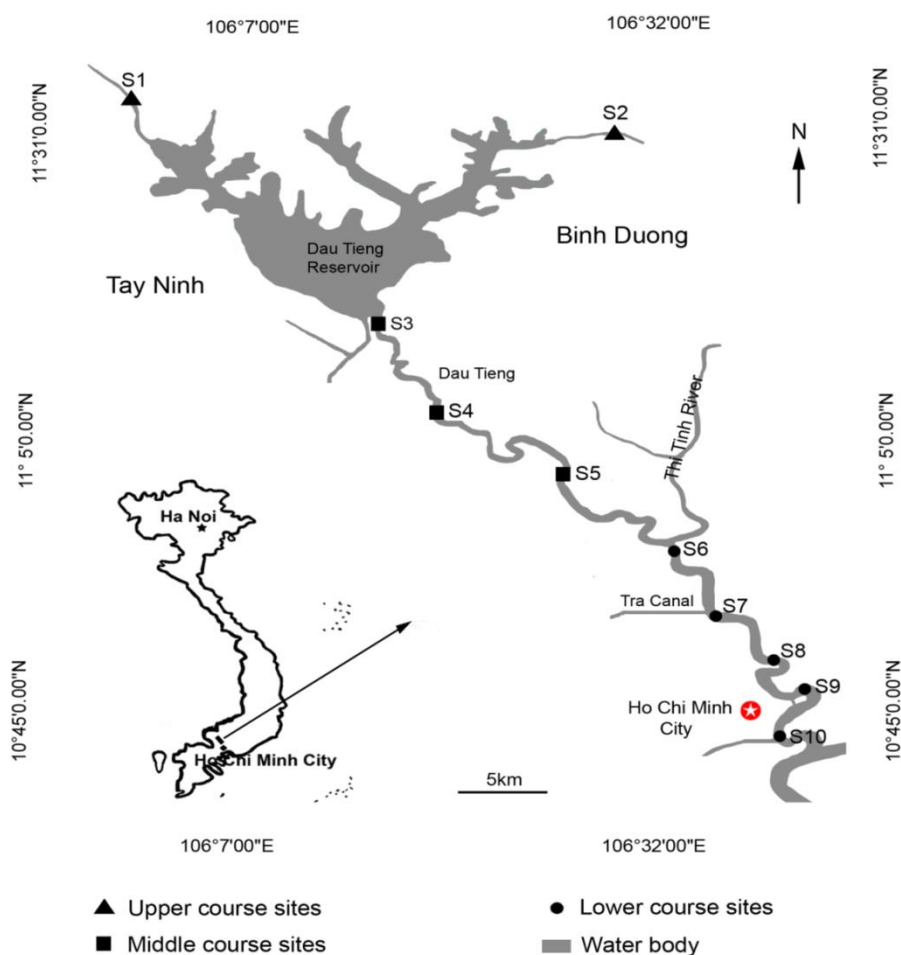 106°7'00"E
106°32'00"E
S1
S2
11°31'0.00"N
11°31'0.00"N
N
Binh Duong
Dau Tieng
Reservoir
Tay Ninh
S3
Dau Tieng
S4
Thi Tinh River
11° 5'0.00"N
11° 5'0.00"N
S5
Ha Noi
S6
Tra Canal
S7
S8
S9
Ho Chi Minh
City
S10
10°45'0.00"N
10°45'0.00"N
Ho Chi Minh City
5km
106°7'00"E
106°32'00"E
Upper course sites
Lower course sites
Middle course sites
Water body